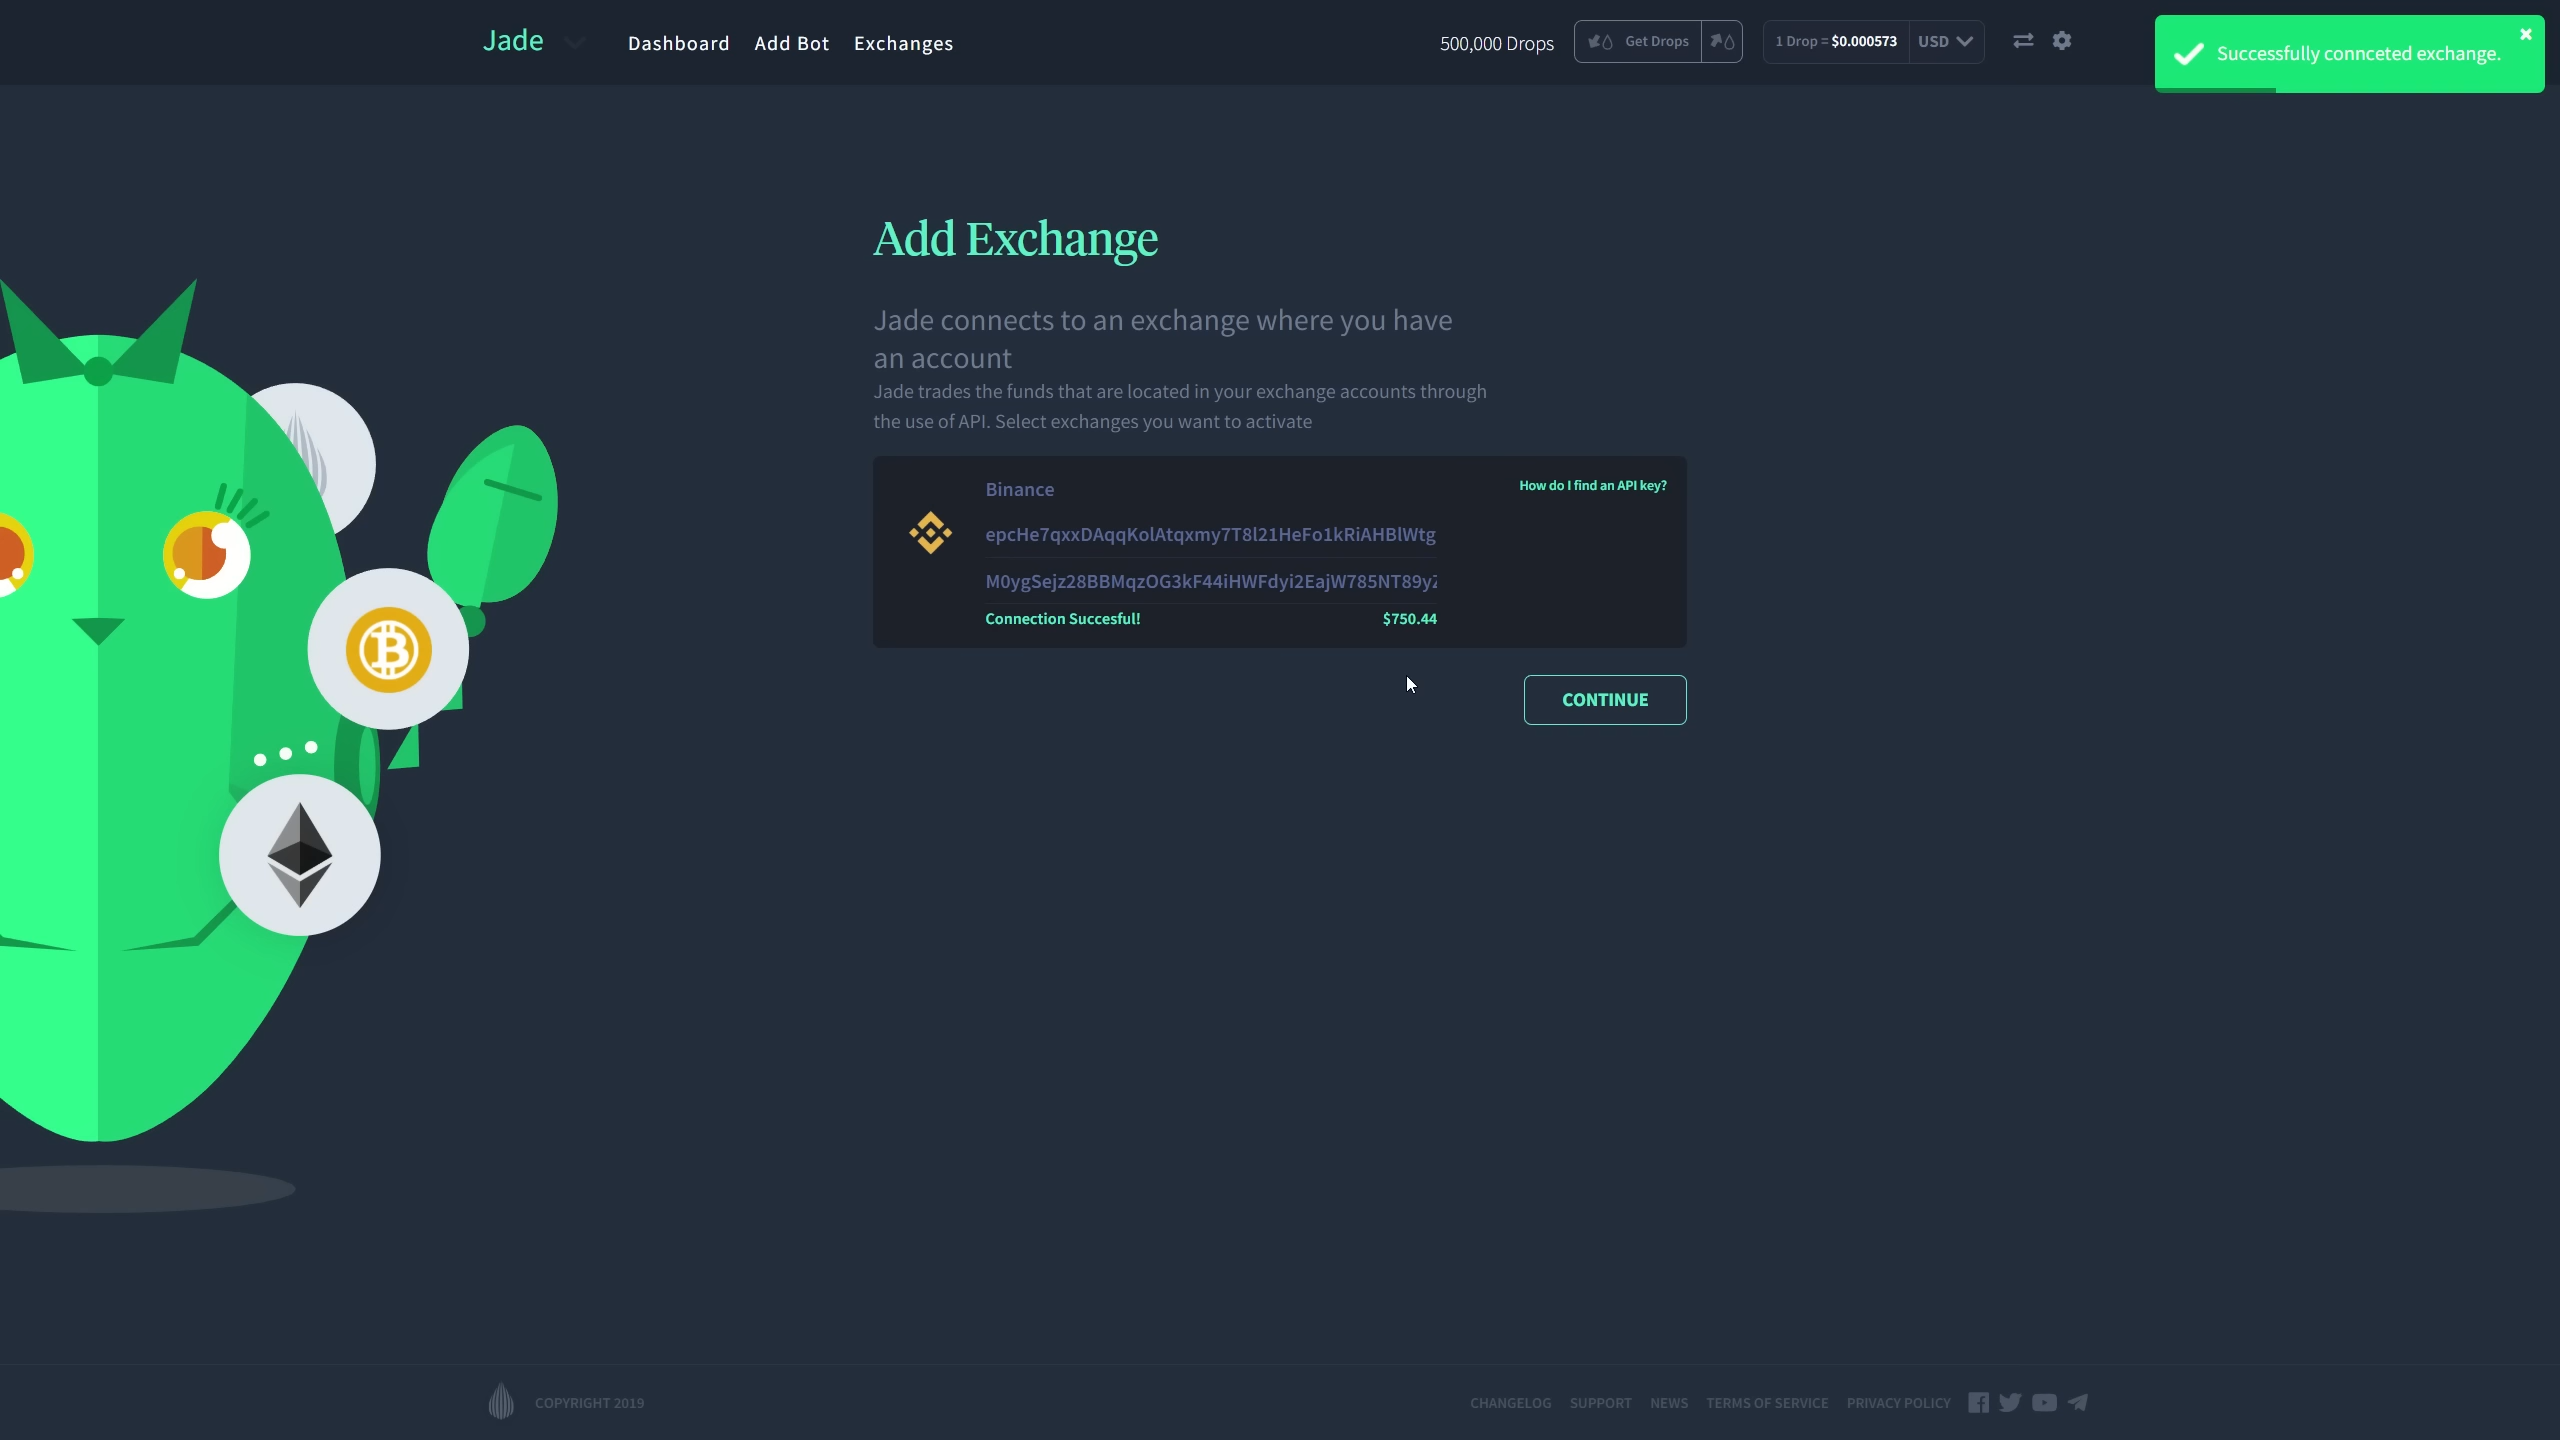 Jade
Dashboard
Add Bot
Exchanges
500,000 Drops
Get Drops
1 Drop = $0.000573
USD
Successfully connceted exchange.
Add Exchange
Jade connects to an exchange where you have
an account
Jade trades the funds that are located in your exchange accounts through
the use of API. Select exchanges you want to activate
Binance
How do I find an API key?
epcHe7qxxDAqqKolAtqxmy7T8l21HeFo1kRiAHBlWtg
M0ygSejz28BBMqzOG3kF44iHWFdyi2EajW785NT89y
Connection Succesful!
$750.44
CONTINUE
COPYRIGHT 2019
CHANGELOG
SUPPORT
NEWS
TERMS OF SERVICE
PRIVACY POLICY